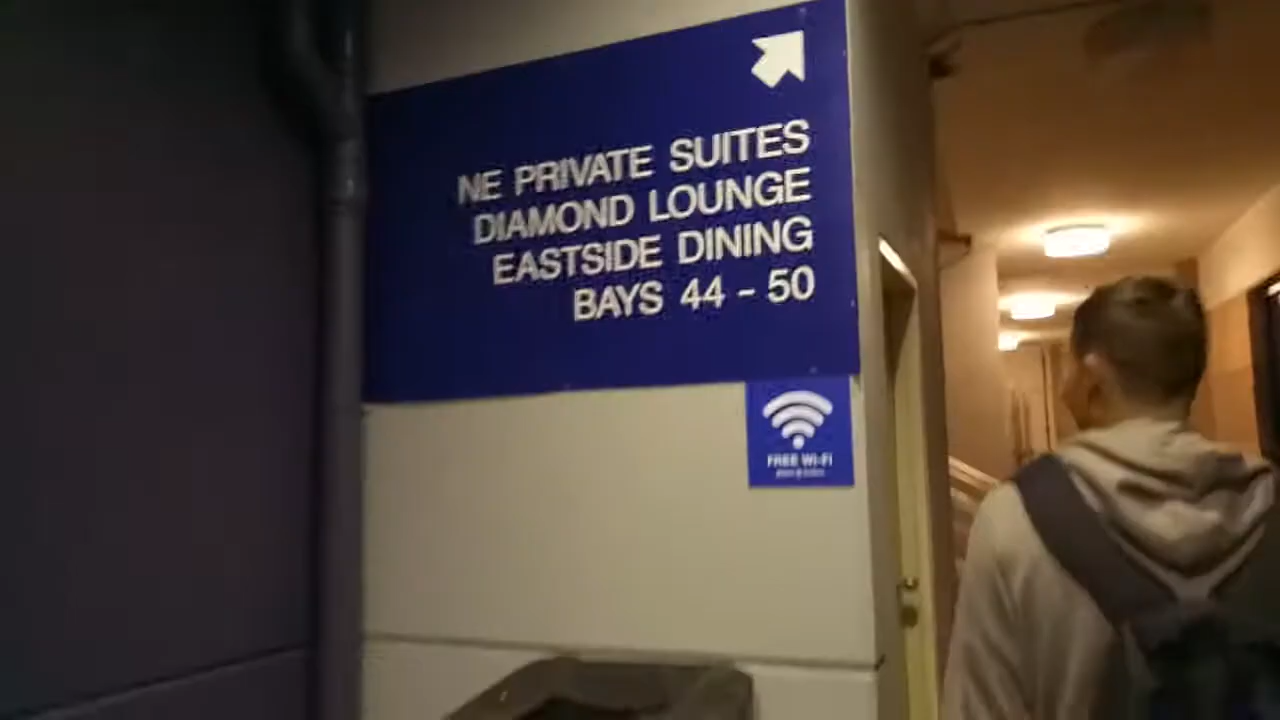 NE PRIVATE SUITES
DIAMOND LOUNGE
EASTSIDE DINING
BAYS 44 - 50
FREE WI-FI